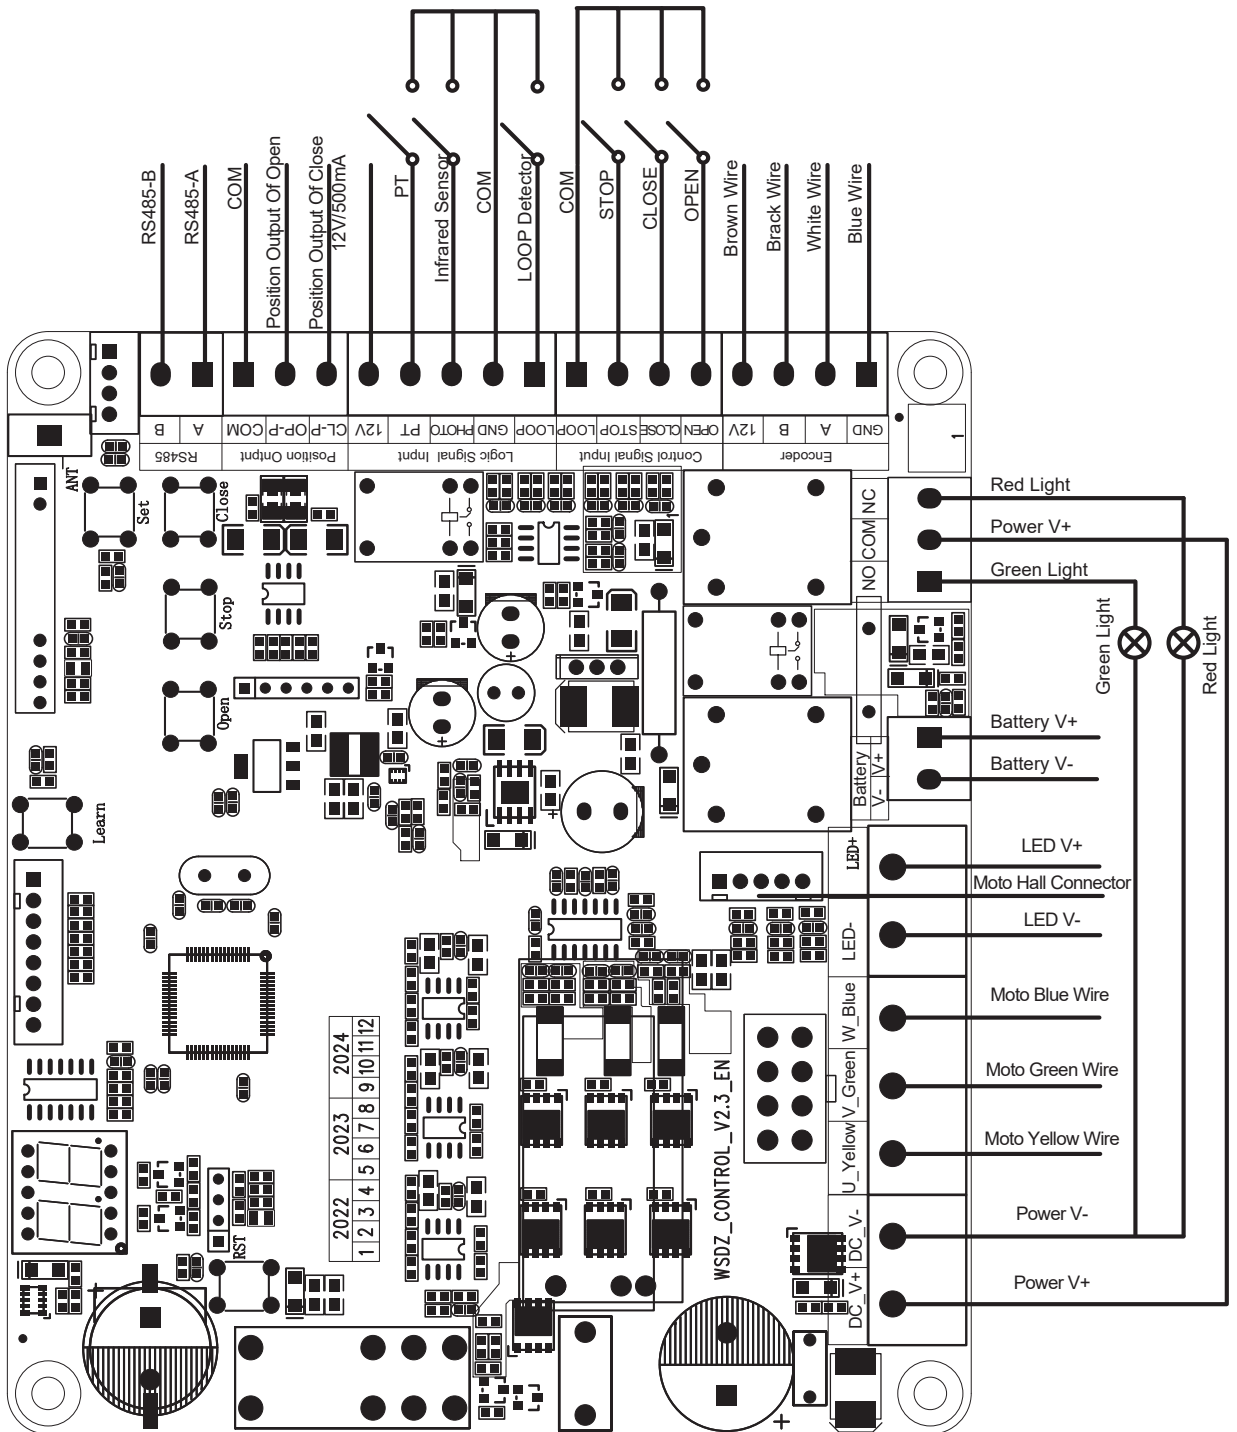 RS485-B
RS485-A
COM
Position Output Of Open
Position Output Of Close
12V/500mA
PT
Infrared Sensor
COM
LOOP Detector
COM
STOP
CLOSE
OPEN
Brown Wire
Brack Wire
White Wire
Blue Wire
B
A
COM
OP-P
CL-P
12V
PT
PHOTO
GND
LOOP
LOOP
STOP
CLOSE
OPEN
12V
B
A
GND
RS485
Position Output
Logic Signal Input
Control Signal Input
Encoder
1
ANT
Set
Close
Stop
Open
Learn
1
NC
COM
NO
Red Light
Power V+
Green Light
Green Light
Red Light
Battery
V+
V-
Battery V+
Battery V-
LED+
LED V+
Moto Hall Connector
LED-
LED V-
W_Blue
Moto Blue Wire
V_Green
Moto Green Wire
U_Yellow
Moto Yellow Wire
DC_V-
Power V-
DC_V+
Power V+
2022
2023
2024
1 2 3 4 5 6 7 8 9 10 11 12
WSDZ_CONTROL_V2.3_EN
RST
+
+
+
+
+